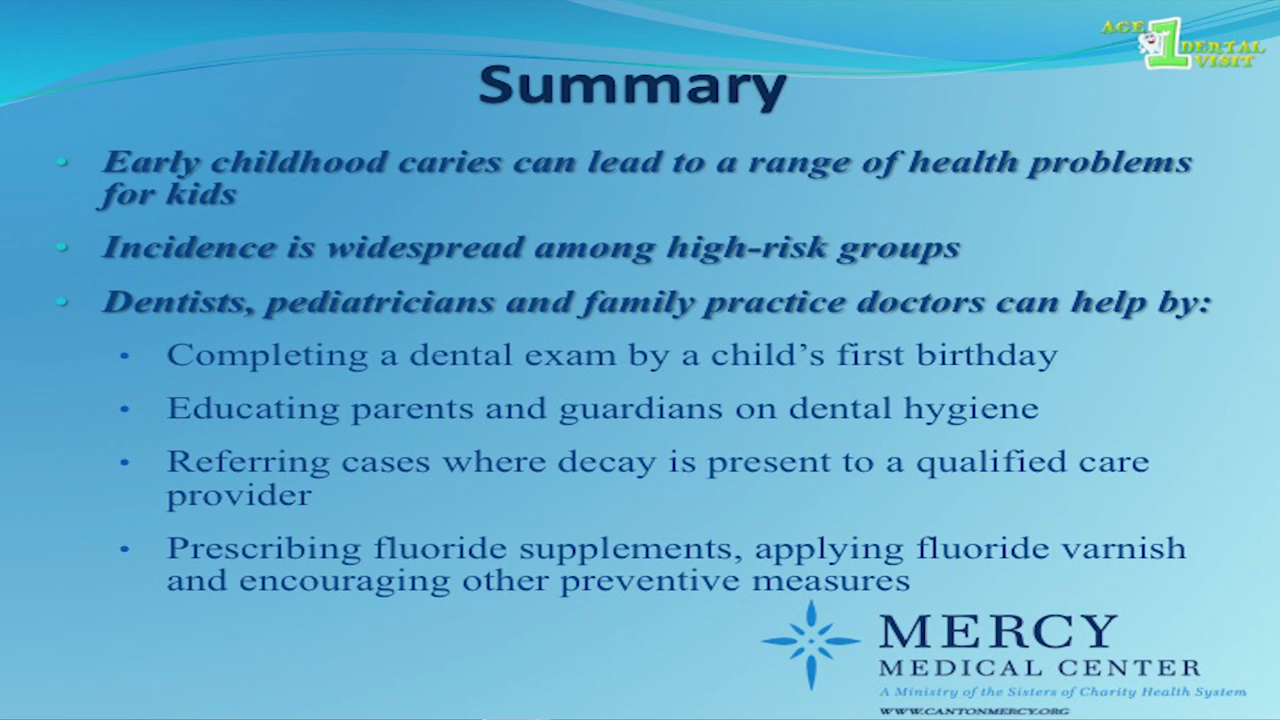 AGE 1 DENTAL VISIT
Summary
• Early childhood caries can lead to a range of health problems
for kids
• Incidence is widespread among high-risk groups
• Dentists, pediatricians and family practice doctors can help by:
• Completing a dental exam by a child’s first birthday
• Educating parents and guardians on dental hygiene
• Referring cases where decay is present to a qualified care
provider
• Prescribing fluoride supplements, applying fluoride varnish
and encouraging other preventive measures
MERCY
MEDICAL CENTER
A Ministry of the Sisters of Charity Health System
WWW.CANTONMERCY.ORG